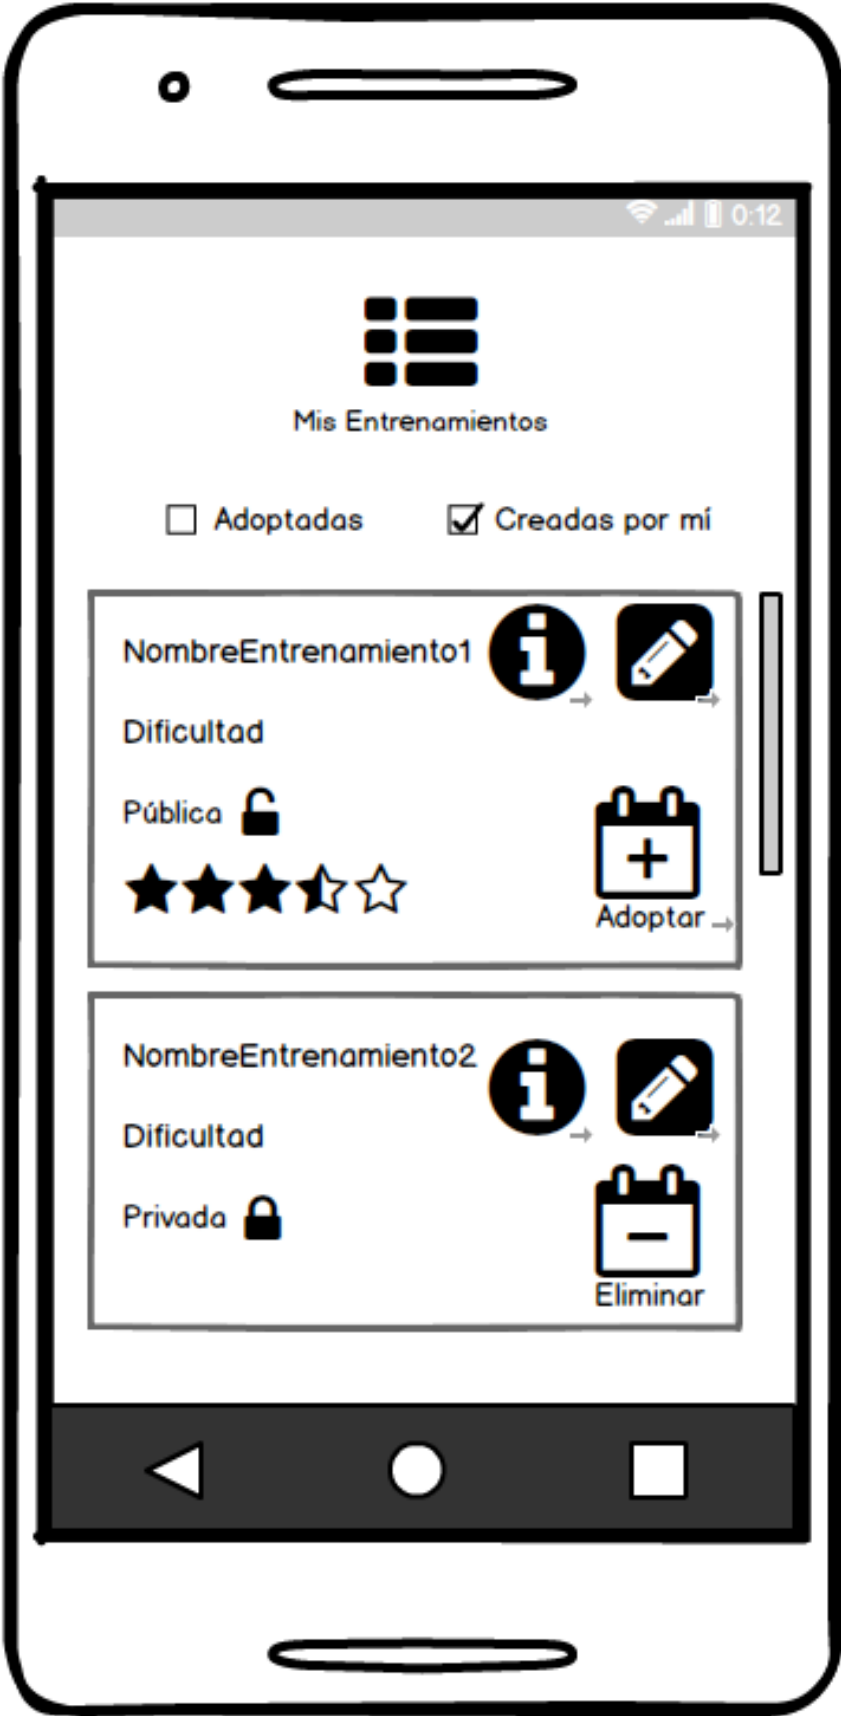 0:12
Mis Entrenamientos
Adoptadas
Creadas por mí
NombreEntrenamiento1
Dificultad
Pública
Adoptar
NombreEntrenamiento2
Dificultad
Privada
Eliminar